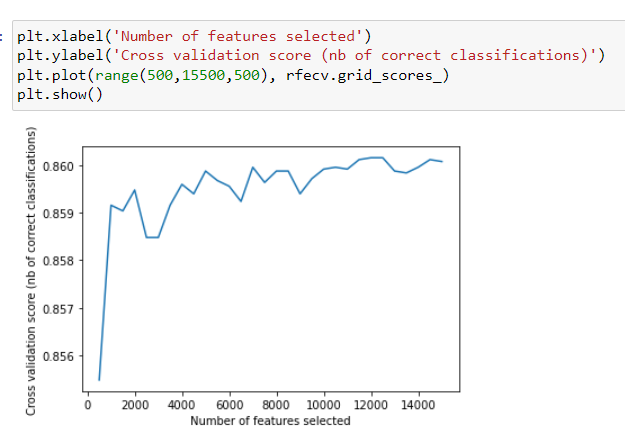 plt.xlabel('Number of features selected')
plt.ylabel('Cross validation score (nb of correct classifications)')
plt.plot(range(500,15500,500), rfecv.grid_scores_)
plt.show()
Cross validation score (nb of correct classifications)
0.860
0.859
0.858
0.857
0.856
0 2000 4000 6000 8000 10000 12000 14000
Number of features selected